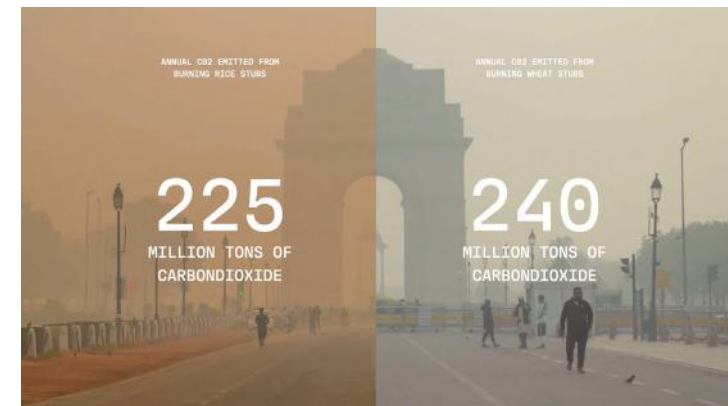 ANNUAL CO2 EMITTED FROM
BURNING RICE STUBS
225
MILLION TONS OF
CARBONDIOXIDE
ANNUAL CO2 EMITTED FROM
BURNING WHEAT STUBS
240
MILLION TONS OF
CARBONDIOXIDE